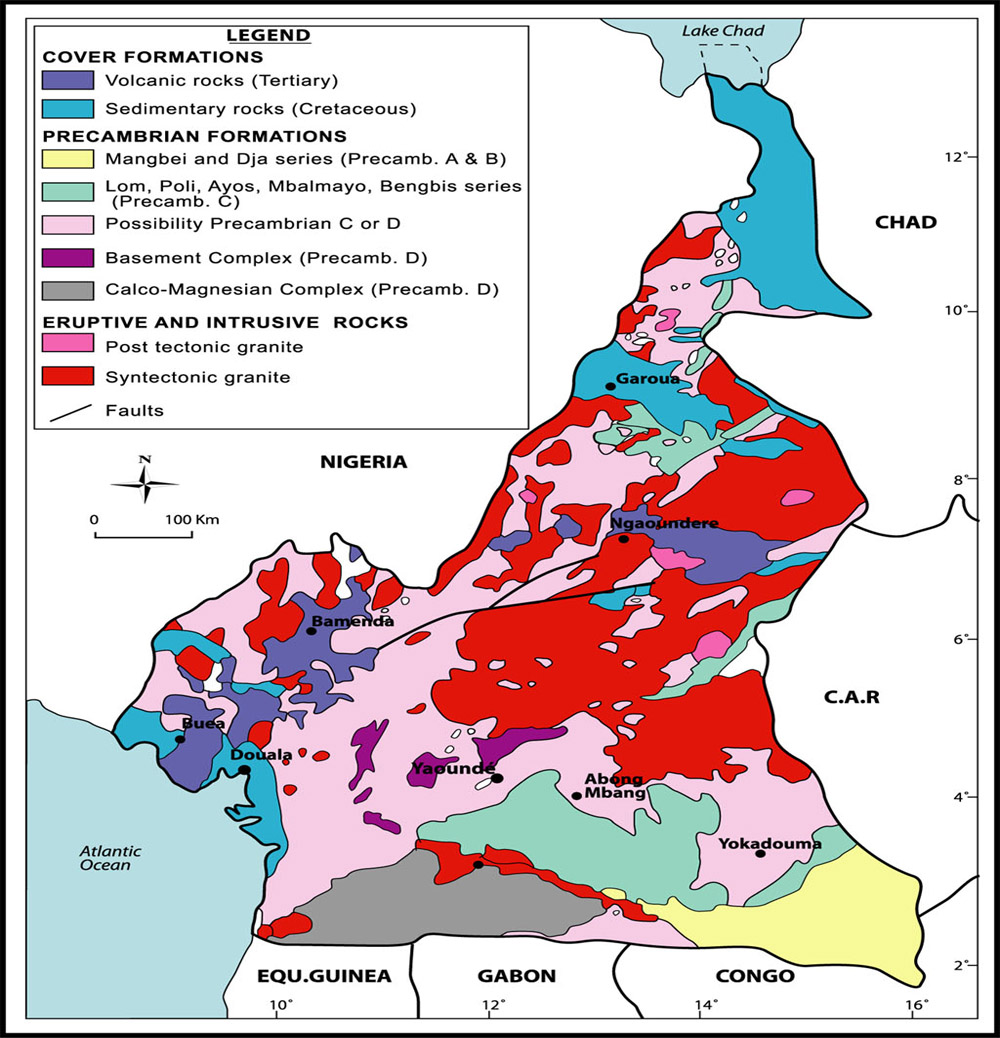 LEGEND
COVER FORMATIONS
Volcanic rocks (Tertiary)
Sedimentary rocks (Cretaceous)
PRECAMBRIAN FORMATIONS
Mangbei and Dja series (Precamb. A & B)
Lom, Poli, Ayos, Mbalmayo, Bengbis series
(Precamb. C)
Possibility Precambrian C or D
Basement Complex (Precamb. D)
Calco-Magnesian Complex (Precamb. D)
ERUPTIVE AND INTRUSIVE ROCKS
Post tectonic granite
Syntectonic granite
Faults
Lake Chad
12°
CHAD
10°
Garoua
NIGERIA
N
0 100 Km
8°
Ngaoundere
Bamenda
6°
C.A.R
Buea
Douala
Yaoundé
Abong
Mbang
4°
Yokadouma
Atlantic
Ocean
2°
EQU.GUINEA
GABON
CONGO
10° 12° 14° 16°